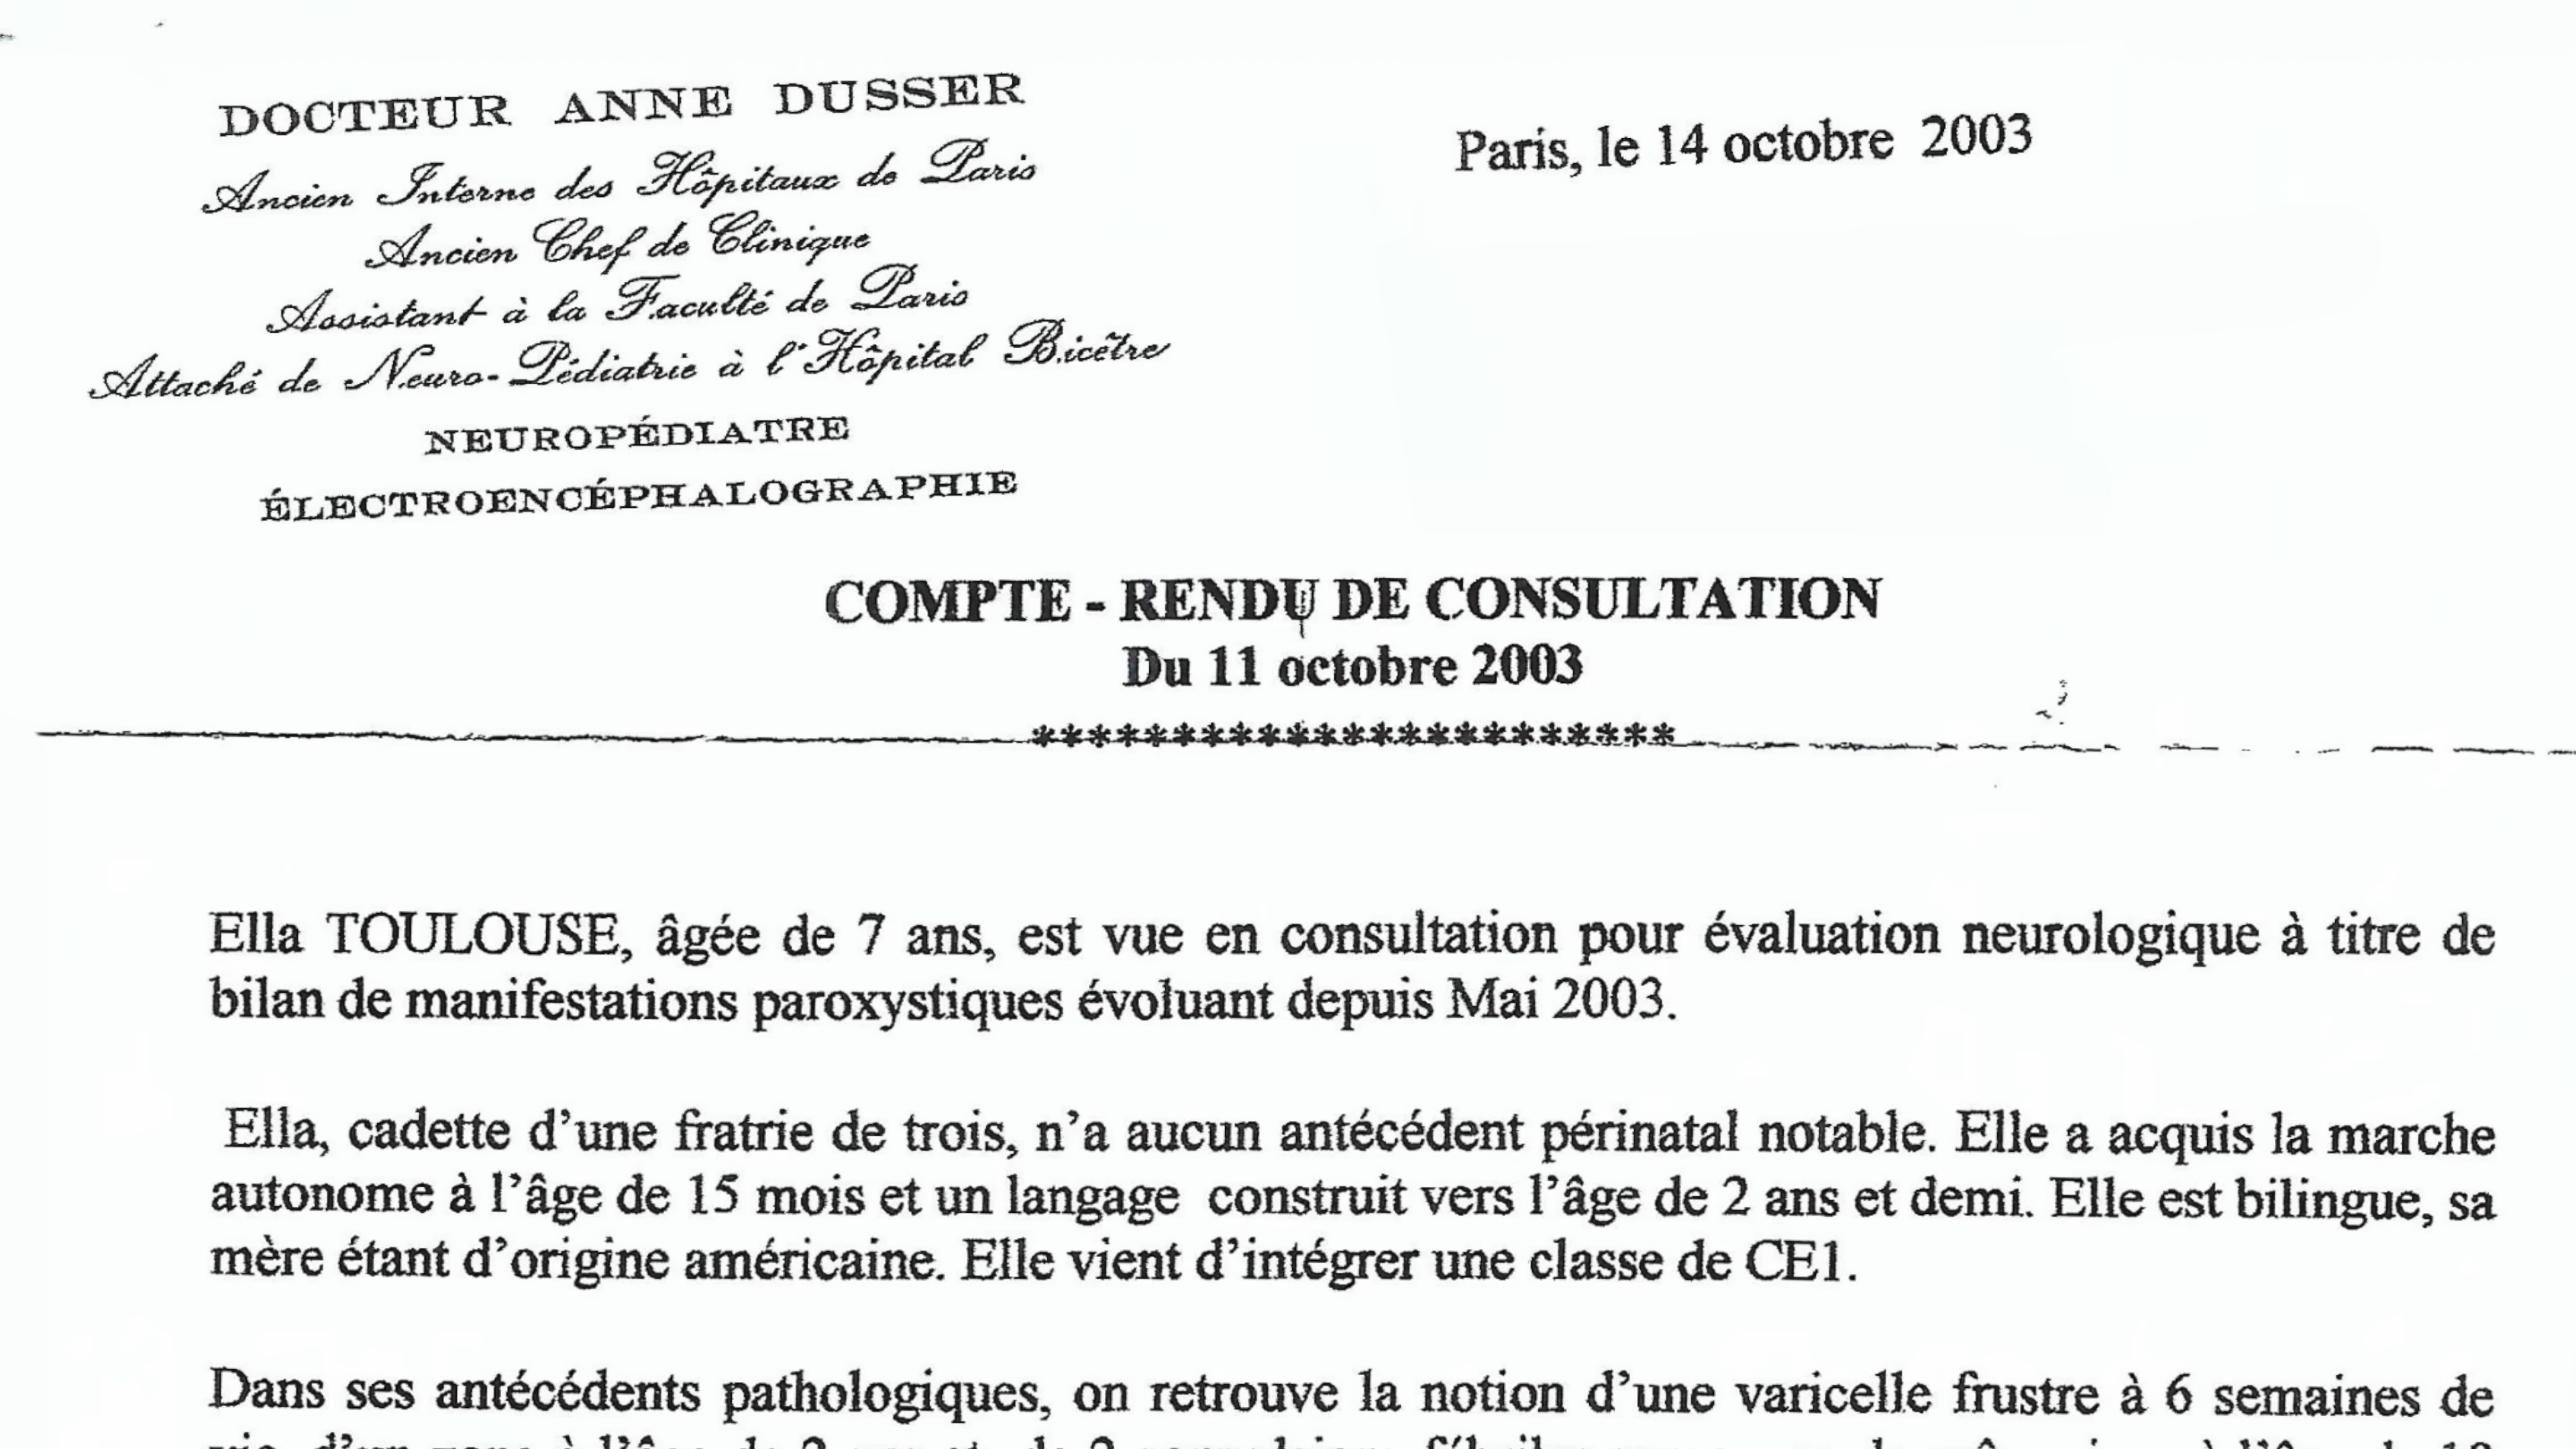 DOCTEUR ANNE DUSSER
Ancien Interne des Hôpitaux de Paris
Ancien Chef de Clinique
Assistant à la Faculté de Paris
Attaché de Neuro-Pédiatrie à l'Hôpital Bicêtre
NEUROPÉDIATRE
ÉLECTROENCÉPHALOGRAPHIE
Paris, le 14 octobre 2003
COMPTE - RENDU DE CONSULTATION
Du 11 octobre 2003
***********************
Ella TOULOUSE, âgée de 7 ans, est vue en consultation pour évaluation neurologique à titre de
bilan de manifestations paroxystiques évoluant depuis Mai 2003.
Ella, cadette d'une fratrie de trois, n'a aucun antécédent périnatal notable. Elle a acquis la marche
autonome à l'âge de 15 mois et un langage construit vers l'âge de 2 ans et demi. Elle est bilingue, sa
mère étant d'origine américaine. Elle vient d'intégrer une classe de CE1.
Dans ses antécédents pathologiques, on retrouve la notion d'une varicelle frustre à 6 semaines de